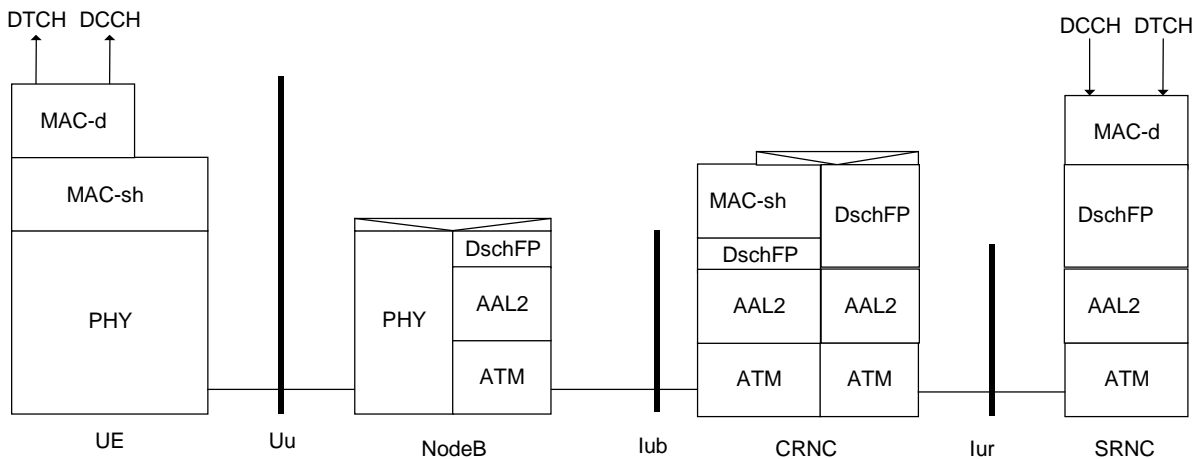 DTCH DCCH
DCCH DTCH
MAC-d
MAC-d
MAC-sh
MAC-sh
DschFP
DschFP
DschFP
DschFP
PHY
PHY
AAL2
AAL2
AAL2
AAL2
ATM
ATM
ATM
ATM
UE
Uu
NodeB
Iub
CRNC
Iur
SRNC